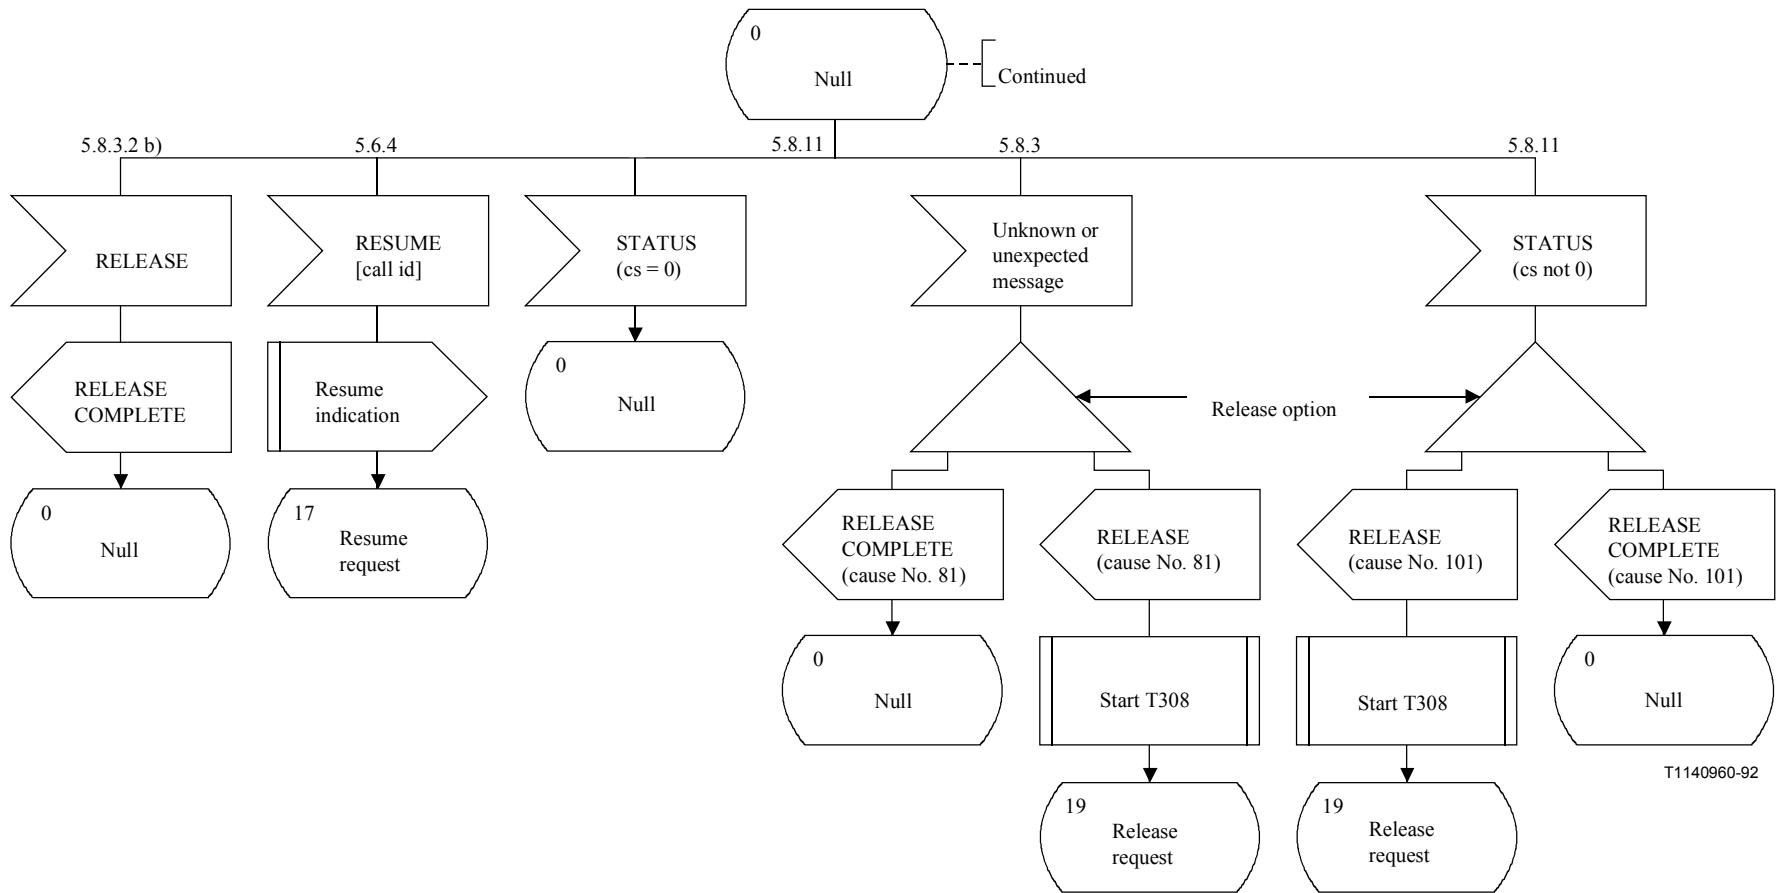 0
Null
Continued
5.8.3.2 b)
5.6.4
5.8.11
5.8.3
5.8.11
RELEASE
RESUME
[call id]
STATUS
(cs = 0)
Unknown or
unexpected
message
STATUS
(cs not 0)
RELEASE
COMPLETE
Resume
indication
0
Null
Release option
0
Null
17
Resume
request
RELEASE
COMPLETE
(cause No. 81)
RELEASE
(cause No. 81)
RELEASE
(cause No. 101)
RELEASE
COMPLETE
(cause No. 101)
0
Null
Start T308
Start T308
0
Null
T1140960-92
19
Release
request
19
Release
request